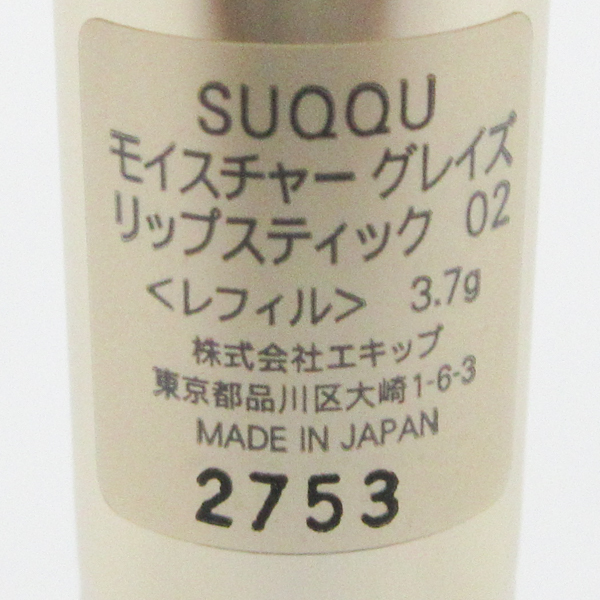 SUQQU
モイスチャー グレイズ
リップスティック 02
＜レフィル＞ 3.7g
株式会社エキップ
東京都品川区大崎1-6-3
MADE IN JAPAN
2753